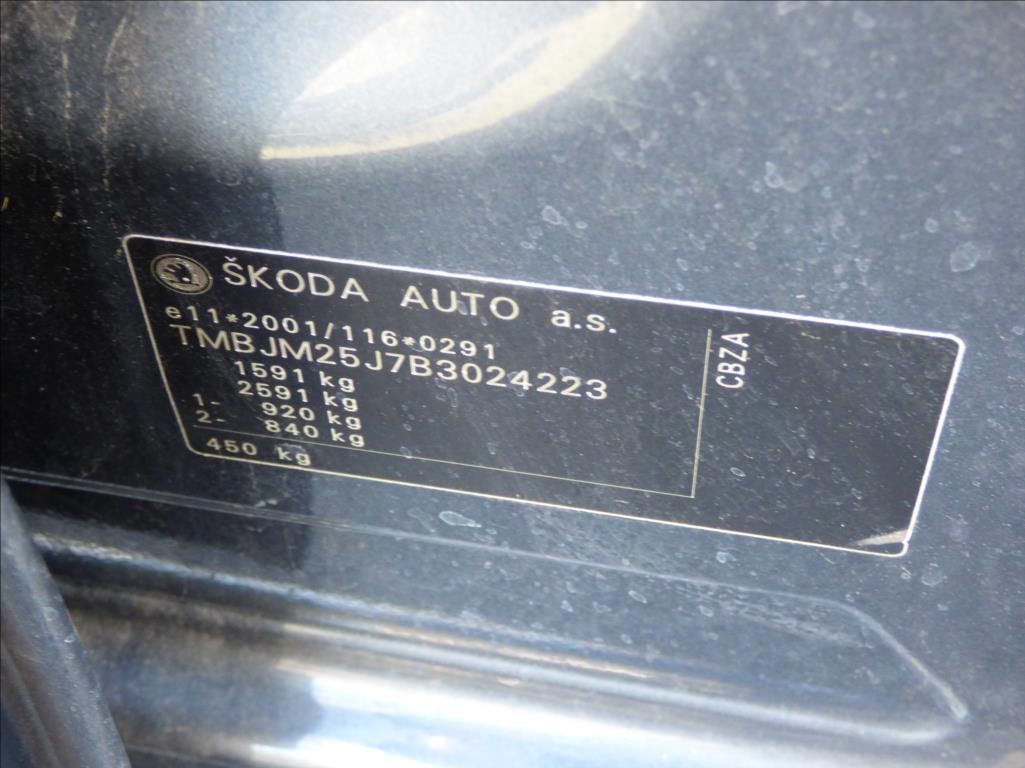 ŠKODA AUTO a.s.
e11*2001/116*0291
TMBJM25J7B3024223
1591 kg
2591 kg
1- 920 kg
2- 840 kg
450 kg
CBZA